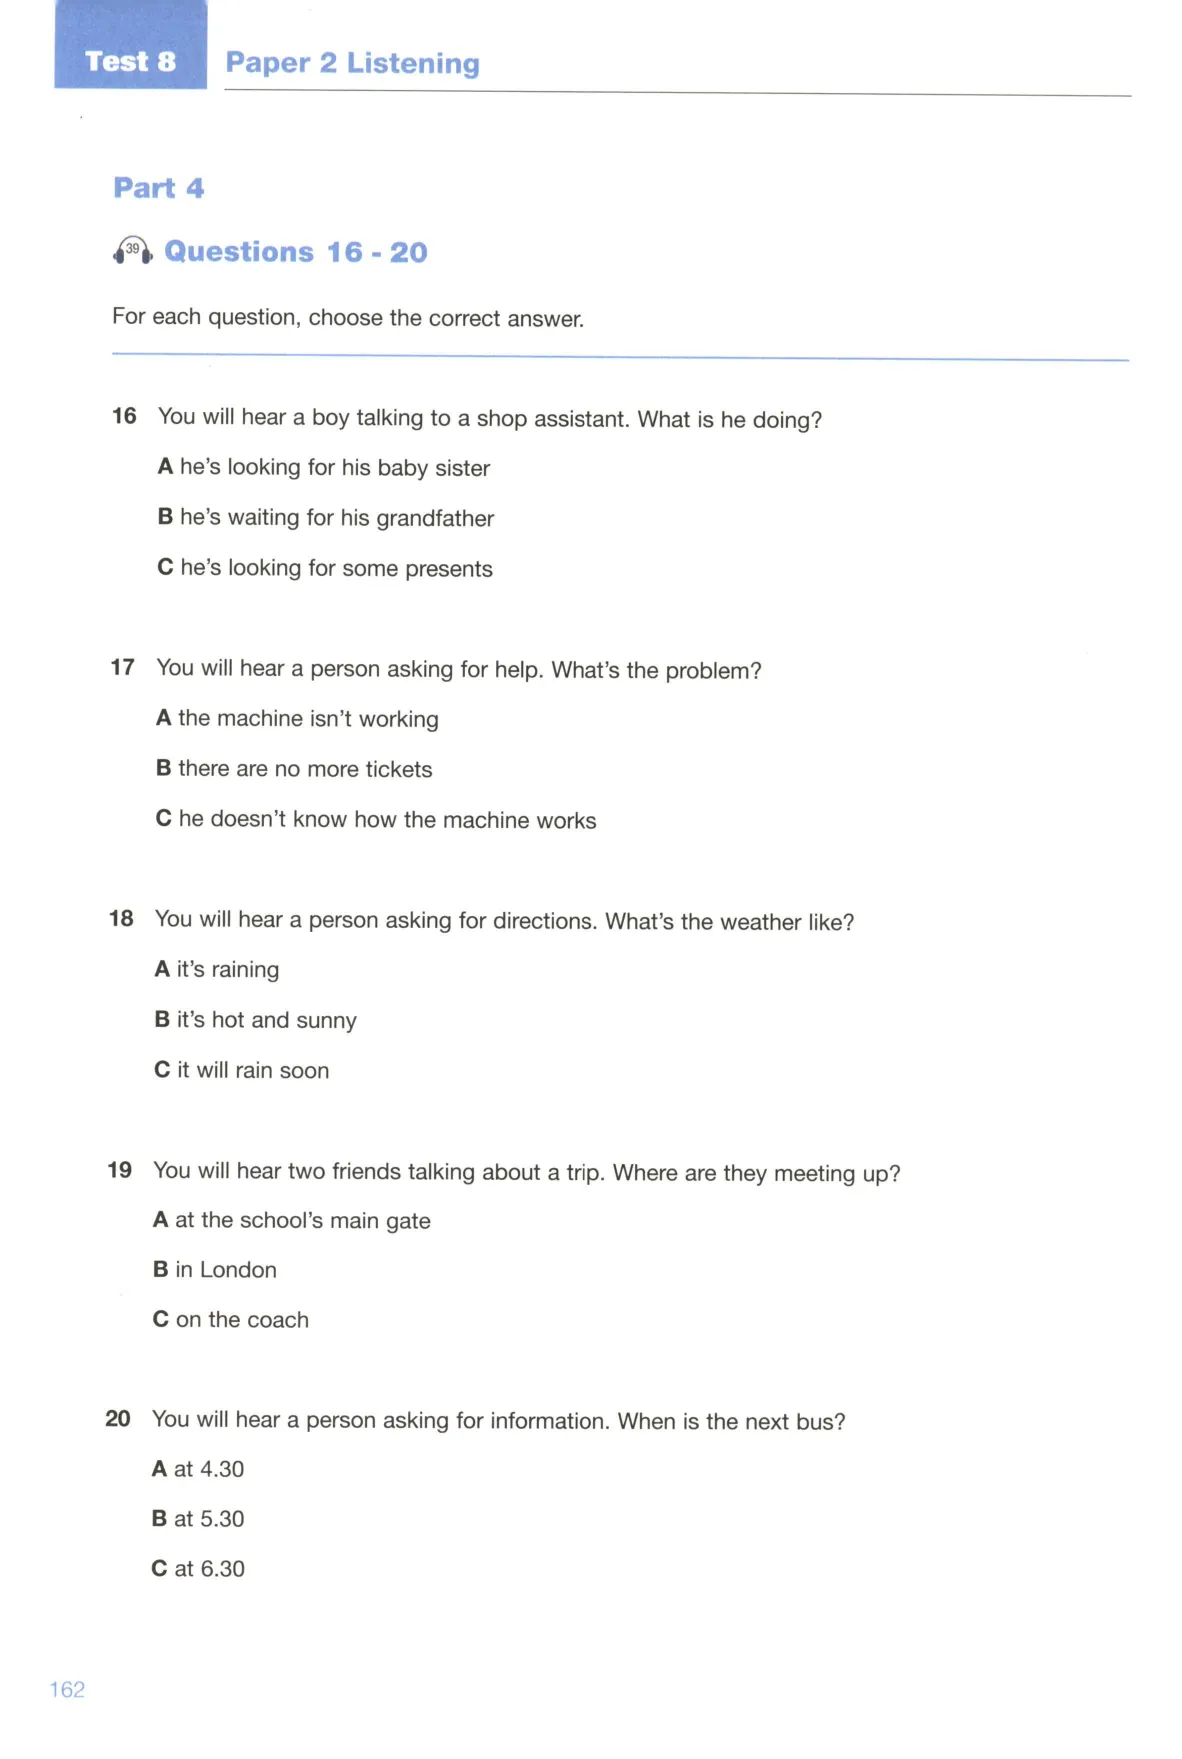 Test 8 Paper 2 Listening
Part 4
39 Questions 16 - 20
For each question, choose the correct answer.
16 You will hear a boy talking to a shop assistant. What is he doing?
A he's looking for his baby sister
B he's waiting for his grandfather
C he's looking for some presents
17 You will hear a person asking for help. What's the problem?
A the machine isn't working
B there are no more tickets
C he doesn't know how the machine works
18 You will hear a person asking for directions. What's the weather like?
A it's raining
B it's hot and sunny
C it will rain soon
19 You will hear two friends talking about a trip. Where are they meeting up?
A at the school's main gate
B in London
C on the coach
20 You will hear a person asking for information. When is the next bus?
A at 4.30
B at 5.30
C at 6.30
162